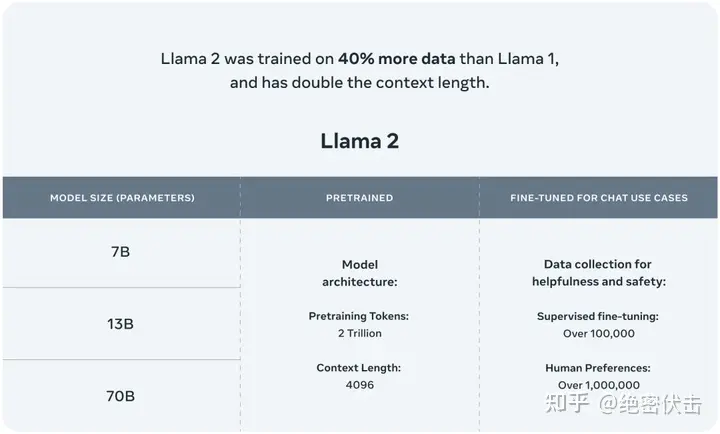 Llama 2 was trained on 40% more data than Llama 1,
and has double the context length.
Llama 2
MODEL SIZE (PARAMETERS)
PRETRAINED
FINE-TUNED FOR CHAT USE CASES
7B
13B
70B
Model
architecture:
Pretraining Tokens:
2 Trillion
Context Length:
4096
Data collection for
helpfulness and safety:
Supervised fine-tuning:
Over 100,000
Human Preferences:
Over 1,000,000
知乎 @绝密伏击